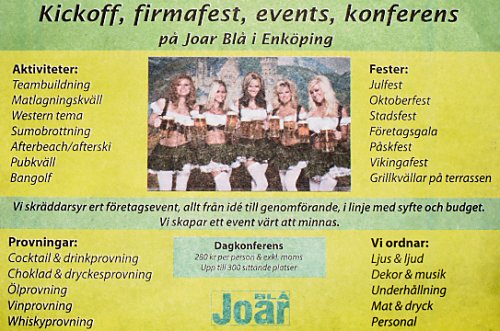 Kickoff, firmafest, events, konferens
på Joar Blå i Enköping
Aktiviteter:
Teambuildning
Matlagningskväll
Western tema
Sumobrottning
Afterbeach/afterski
Pubkväll
Bangolf
Fester:
Julfest
Oktoberfest
Stadsfest
Företagsgala
Påskfest
Vikingafest
Grillkvällar på terrassen
Vi skräddarsyr ert företagsevent, allt från idé till genomförande, i linje med syfte och budget.
Vi skapar ett event värt att minnas.
Provningar:
Cocktail & drinkprovning
Choklad & dryckesprovning
Ölprovning
Vinprovning
Whiskyprovning
Dagkonferens
280 kr per person & exkl. moms
Upp till 300 sittande platser
BLÅ
Joar
Vi ordnar:
Ljus & ljud
Dekor & musik
Underhållning
Mat & dryck
Personal